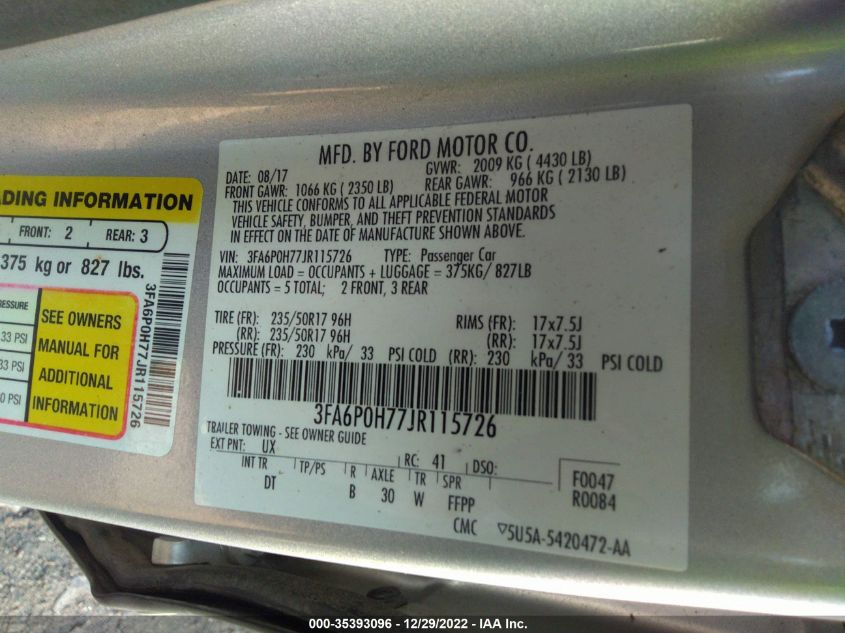 MFD. BY FORD MOTOR CO.
DATE: 08/17 GVWR: 2009 KG ( 4430 LB)
FRONT GAWR: 1066 KG ( 2350 LB) REAR GAWR: 966 KG ( 2130 LB)
THIS VEHICLE CONFORMS TO ALL APPLICABLE FEDERAL MOTOR
VEHICLE SAFETY, BUMPER, AND THEFT PREVENTION STANDARDS
IN EFFECT ON THE DATE OF MANUFACTURE SHOWN ABOVE.
VIN: 3FA6P0H77JR115726 TYPE: Passenger Car
MAXIMUM LOAD = OCCUPANTS + LUGGAGE = 375KG/ 827LB
OCCUPANTS = 5 TOTAL; 2 FRONT, 3 REAR
TIRE (FR): 235/50R17 96H RIMS (FR): 17x7.5J
(RR): 235/50R17 96H (RR): 17x7.5J
PRESSURE (FR): 230 kPa/ 33 PSI COLD (RR): 230 kPa/ 33 PSI COLD
3FA6P0H77JR115726
TRAILER TOWING - SEE OWNER GUIDE
EXT PNT: UX RC: 41 DSO:
INT TR TP/PS R AXLE TR SPR F0047
DT B 30 W FFPP R0084
CMC ▽5U5A-5420472-AA
ADING INFORMATION
FRONT: 2 REAR: 3
375 kg or 827 lbs.
RESSURE
33 PSI
33 PSI
0 PSI
SEE OWNERS
MANUAL FOR
ADDITIONAL
INFORMATION
3FA6P0H77JR115726
000-35393096 - 12/29/2022 - IAA Inc.